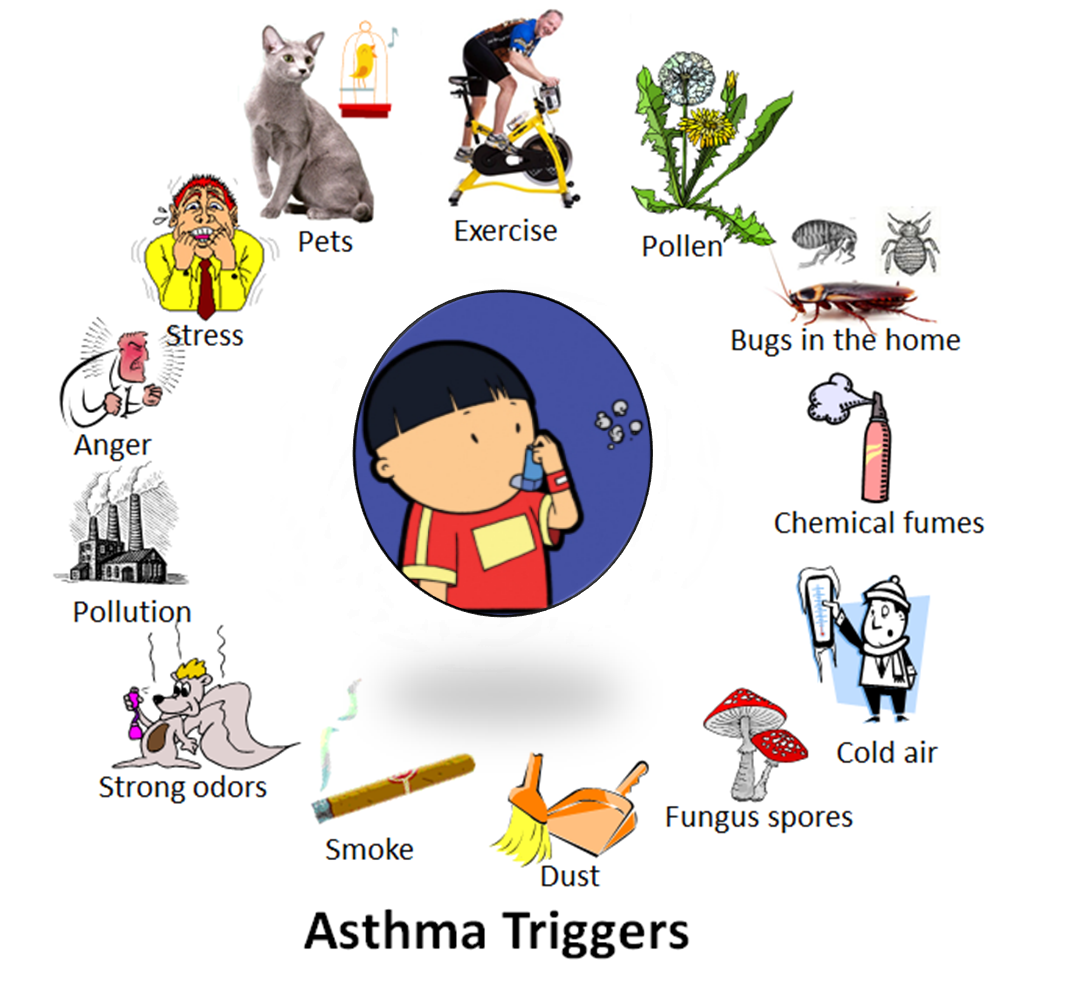 Pets
Exercise
Pollen
Bugs in the home
Chemical fumes
Cold air
Fungus spores
Dust
Smoke
Strong odors
Pollution
Anger
Stress
Asthma Triggers